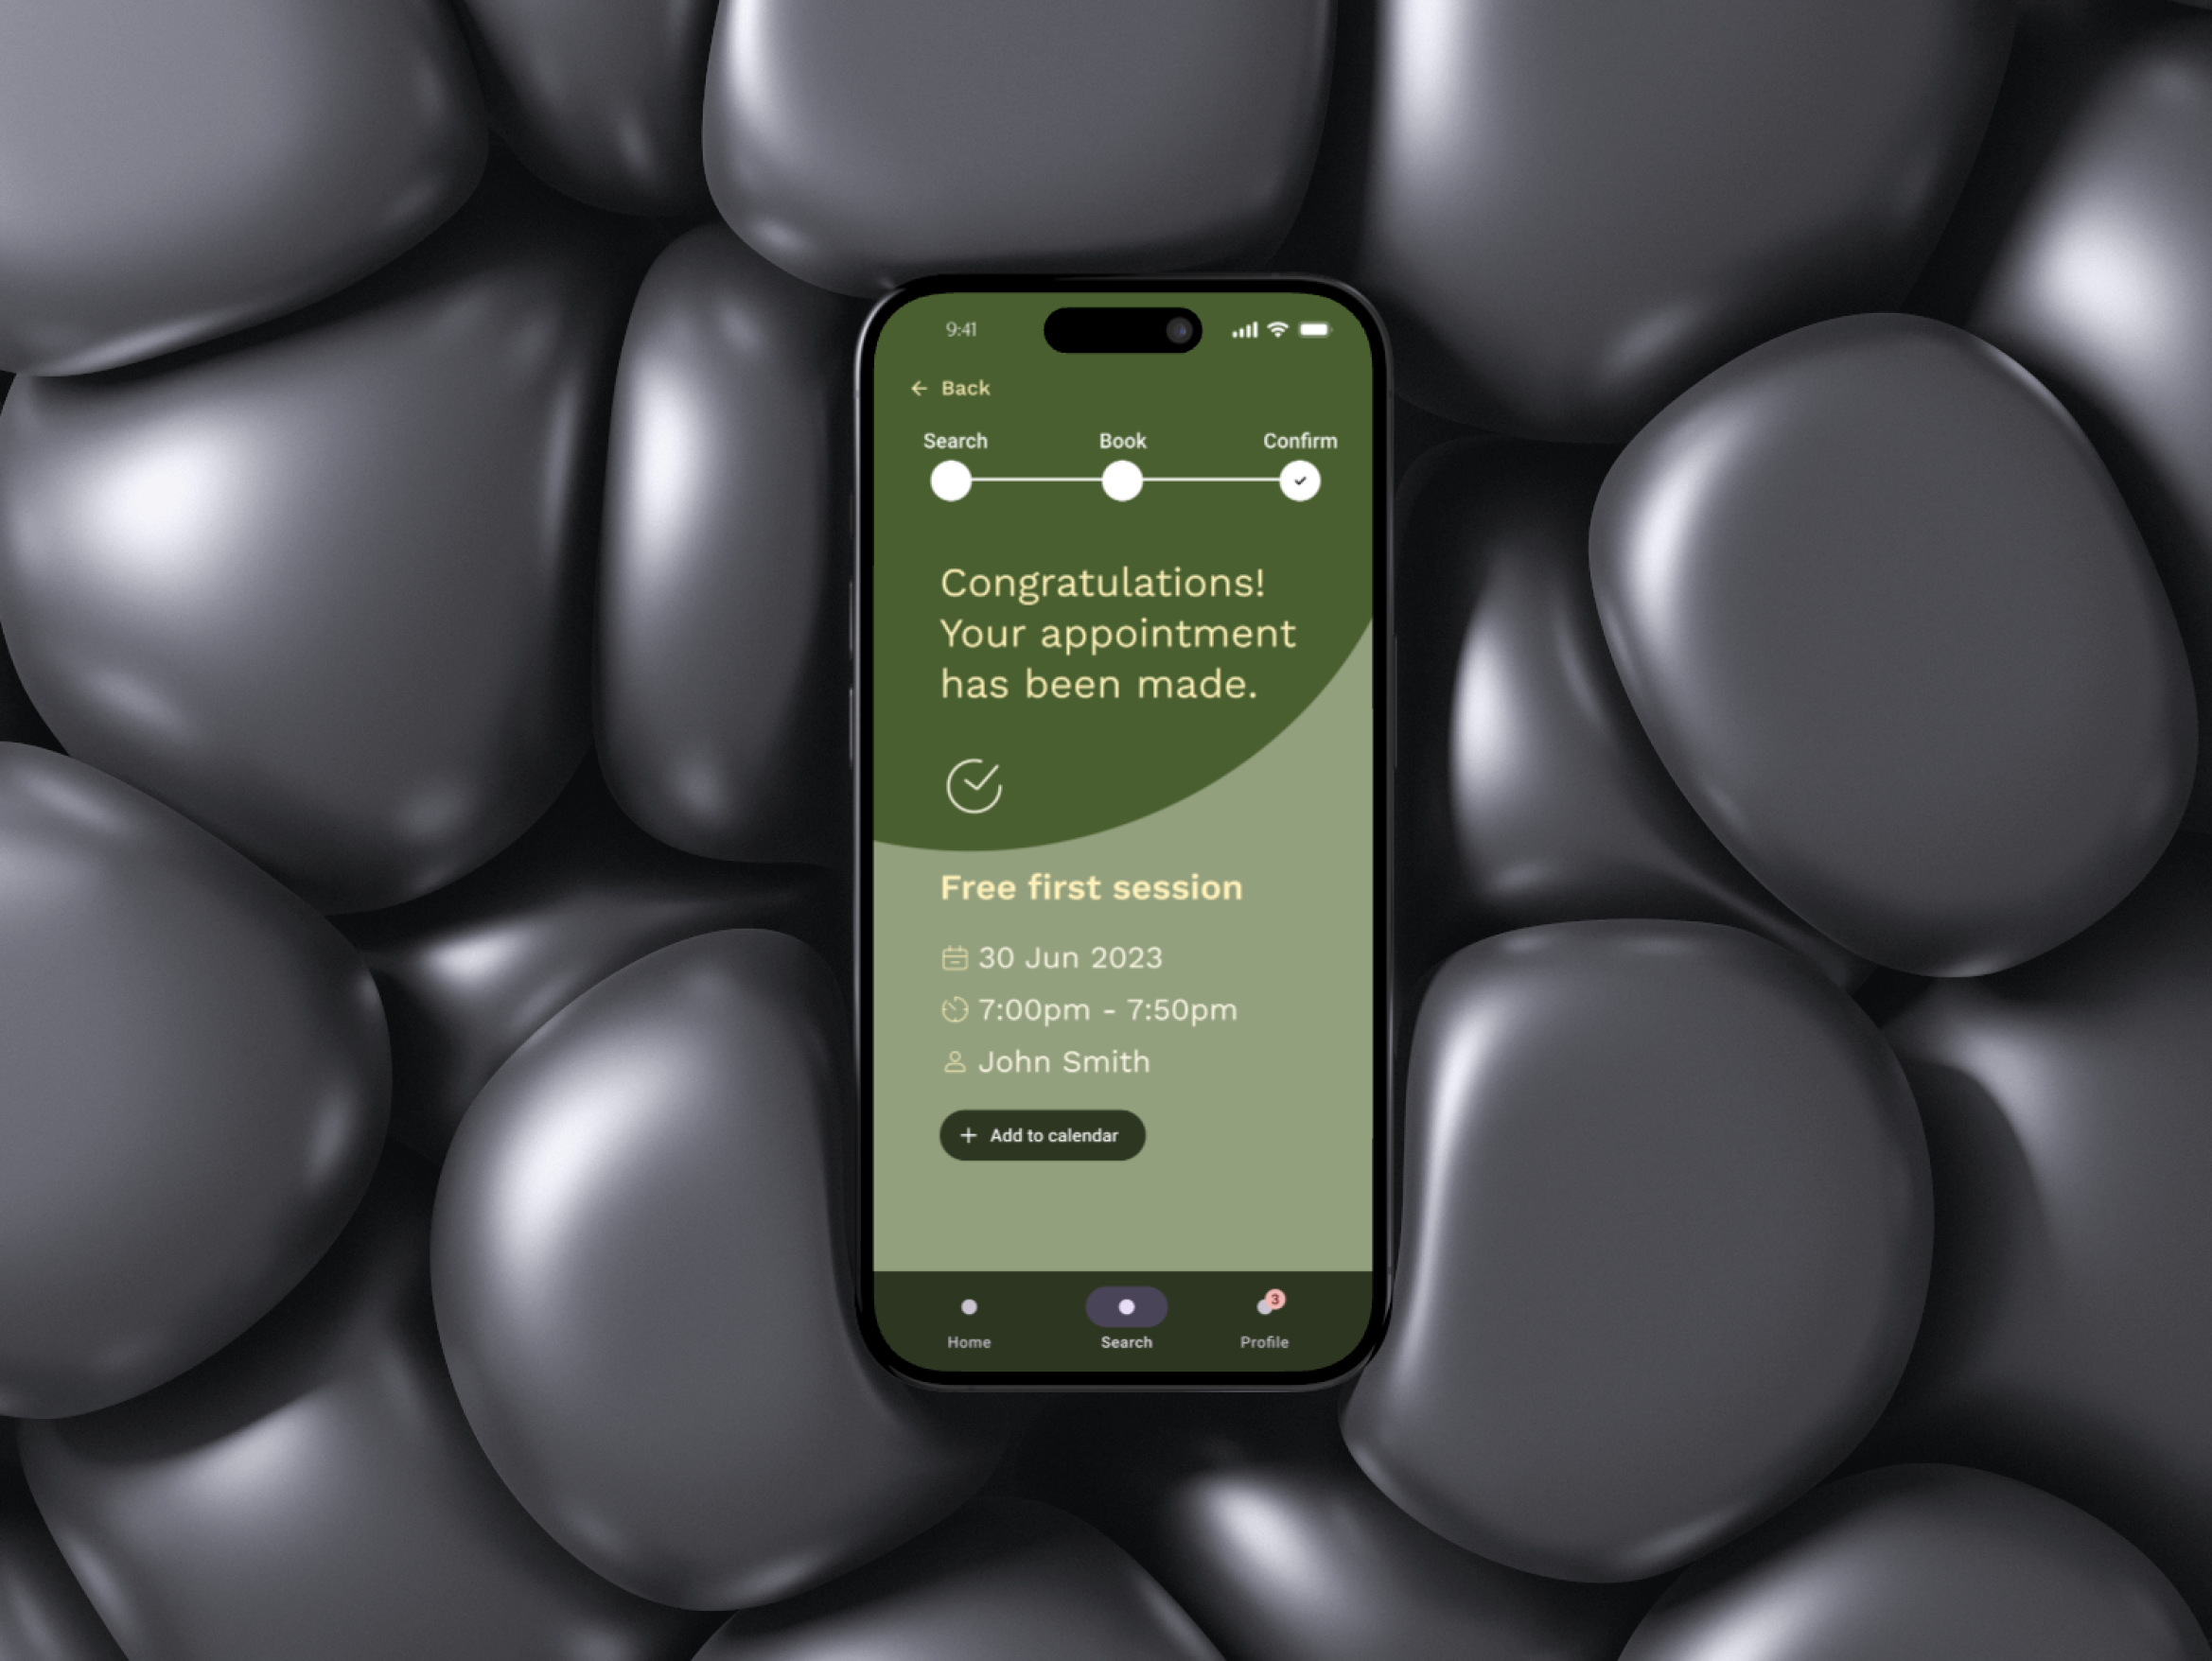 9:41
Back
Search Book Confirm
Congratulations!
Your appointment
has been made.
Free first session
30 Jun 2023
7:00pm - 7:50pm
John Smith
+ Add to calendar
3
Home Search Profile